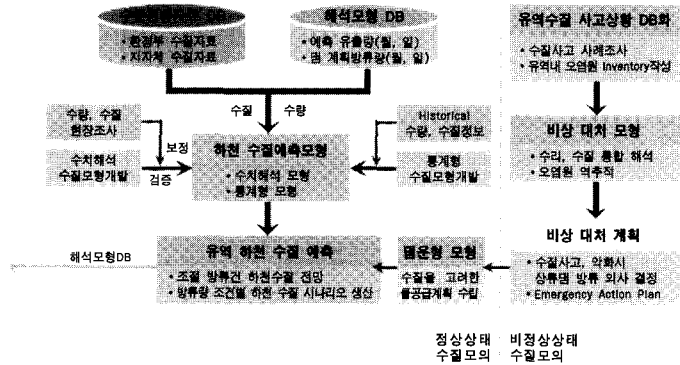 DB
• 환경부 수질자료
• 지자체 수질자료
해석모형 DB
• 예측 유출량(월, 일)
• 댐 계획방류량(월, 일)
유역수질 사고상황 DB화
• 수질사고 사례조사
• 유역내 오염원 Inventory작성
수질
수량
수량, 수질
현장조사
보정
수치해석
수질모형개발
검증
하천 수질예측모형
• 수치해석 모형
• 통계형 모형
Historical
수량, 수질정보
통계형
수질모형개발
비상 대처 모형
• 수리, 수질 통합 해석
• 오염원 역추적
비상 대처 계획
• 수질사고, 악화시
상류댐 방류 의사 결정
• Emergency Action Plan
해석모형DB
유역 하천 수질 예측
• 조절 방류건 하천수질 전망
• 방류량 조건별 하천 수질 시나리오 생산
댐운영 모형
수질을 고려한
물공급계획 수립
정상상태
수질모의
비정상상태
수질모의